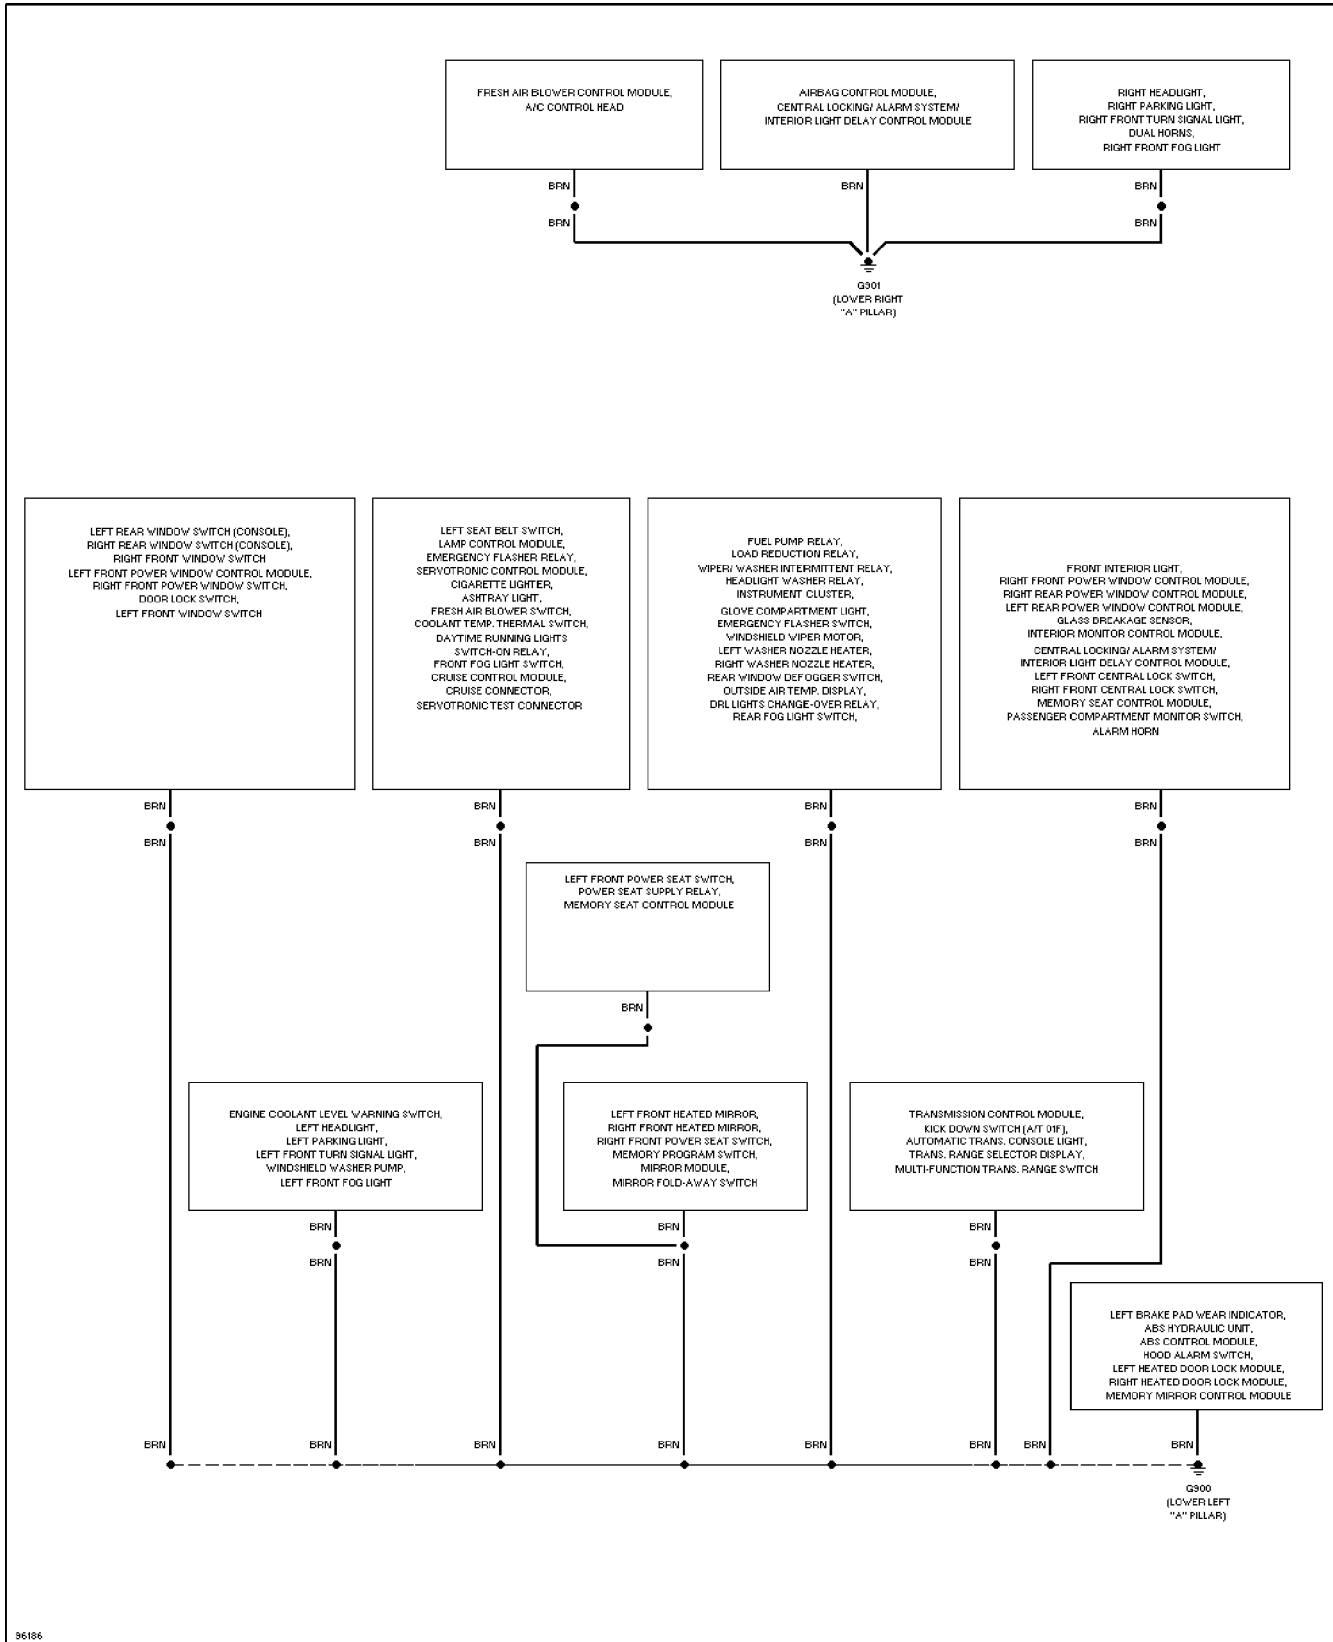 FRESH AIR BLOWER CONTROL MODULE,
A/C CONTROL HEAD
AIRBAG CONTROL MODULE,
CENTRAL LOCKING/ ALARM SYSTEM/
INTERIOR LIGHT DELAY CONTROL MODULE
RIGHT HEADLIGHT,
RIGHT PARKING LIGHT,
RIGHT FRONT TURN SIGNAL LIGHT,
DUAL HORNS,
RIGHT FRONT FOG LIGHT
BRN
BRN
BRN
BRN
BRN
G901
(LOWER RIGHT
"A" PILLAR)
LEFT REAR WINDOW SWITCH (CONSOLE),
RIGHT REAR WINDOW SWITCH (CONSOLE),
RIGHT FRONT WINDOW SWITCH
LEFT FRONT POWER WINDOW CONTROL MODULE,
RIGHT FRONT POWER WINDOW SWITCH,
DOOR LOCK SWITCH,
LEFT FRONT WINDOW SWITCH
LEFT SEAT BELT SWITCH,
LAMP CONTROL MODULE,
EMERGENCY FLASHER RELAY,
SERVOTRONIC CONTROL MODULE,
CIGARETTE LIGHTER,
ASHTRAY LIGHT,
FRESH AIR BLOWER SWITCH,
COOLANT TEMP. THERMAL SWITCH,
DAYTIME RUNNING LIGHTS
SWITCH-ON RELAY,
FRONT FOG LIGHT SWITCH,
CRUISE CONTROL MODULE,
CRUISE CONNECTOR,
SERVOTRONIC TEST CONNECTOR
FUEL PUMP RELAY,
LOAD REDUCTION RELAY,
WIPER/ WASHER INTERMITTENT RELAY,
HEADLIGHT WASHER RELAY,
INSTRUMENT CLUSTER,
GLOVE COMPARTMENT LIGHT,
EMERGENCY FLASHER SWITCH,
WINDSHIELD WIPER MOTOR,
LEFT WASHER NOZZLE HEATER,
RIGHT WASHER NOZZLE HEATER,
REAR WINDOW DEFOGGER SWITCH,
OUTSIDE AIR TEMP. DISPLAY,
DRL LIGHTS CHANGE-OVER RELAY,
REAR FOG LIGHT SWITCH,
FRONT INTERIOR LIGHT,
RIGHT FRONT POWER WINDOW CONTROL MODULE,
RIGHT REAR POWER WINDOW CONTROL MODULE,
LEFT REAR POWER WINDOW CONTROL MODULE,
GLASS BREAKAGE SENSOR,
INTERIOR MONITOR CONTROL MODULE,
CENTRAL LOCKING/ ALARM SYSTEM/
INTERIOR LIGHT DELAY CONTROL MODULE,
LEFT FRONT CENTRAL LOCK SWITCH,
RIGHT FRONT CENTRAL LOCK SWITCH,
MEMORY SEAT CONTROL MODULE,
PASSENGER COMPARTMENT MONITOR SWITCH,
ALARM HORN
BRN
BRN
BRN
BRN
BRN
BRN
BRN
BRN
LEFT FRONT POWER SEAT SWITCH,
POWER SEAT SUPPLY RELAY,
MEMORY SEAT CONTROL MODULE
BRN
ENGINE COOLANT LEVEL WARNING SWITCH,
LEFT HEADLIGHT,
LEFT PARKING LIGHT,
LEFT FRONT TURN SIGNAL LIGHT,
WINDSHIELD WASHER PUMP,
LEFT FRONT FOG LIGHT
LEFT FRONT HEATED MIRROR,
RIGHT FRONT HEATED MIRROR,
RIGHT FRONT POWER SEAT SWITCH,
MEMORY PROGRAM SWITCH,
MIRROR MODULE,
MIRROR FOLD-AWAY SWITCH
TRANSMISSION CONTROL MODULE,
KICK DOWN SWITCH (A/T 01F),
AUTOMATIC TRANS. CONSOLE LIGHT,
TRANS. RANGE SELECTOR DISPLAY,
MULTI-FUNCTION TRANS. RANGE SWITCH
BRN
BRN
BRN
BRN
BRN
BRN
LEFT BRAKE PAD WEAR INDICATOR,
ABS HYDRAULIC UNIT,
ABS CONTROL MODULE,
HOOD ALARM SWITCH,
LEFT HEATED DOOR LOCK MODULE,
RIGHT HEATED DOOR LOCK MODULE,
MEMORY MIRROR CONTROL MODULE
BRN
BRN
BRN
BRN
BRN
BRN
BRN
BRN
G900
(LOWER LEFT
"A" PILLAR)
96186